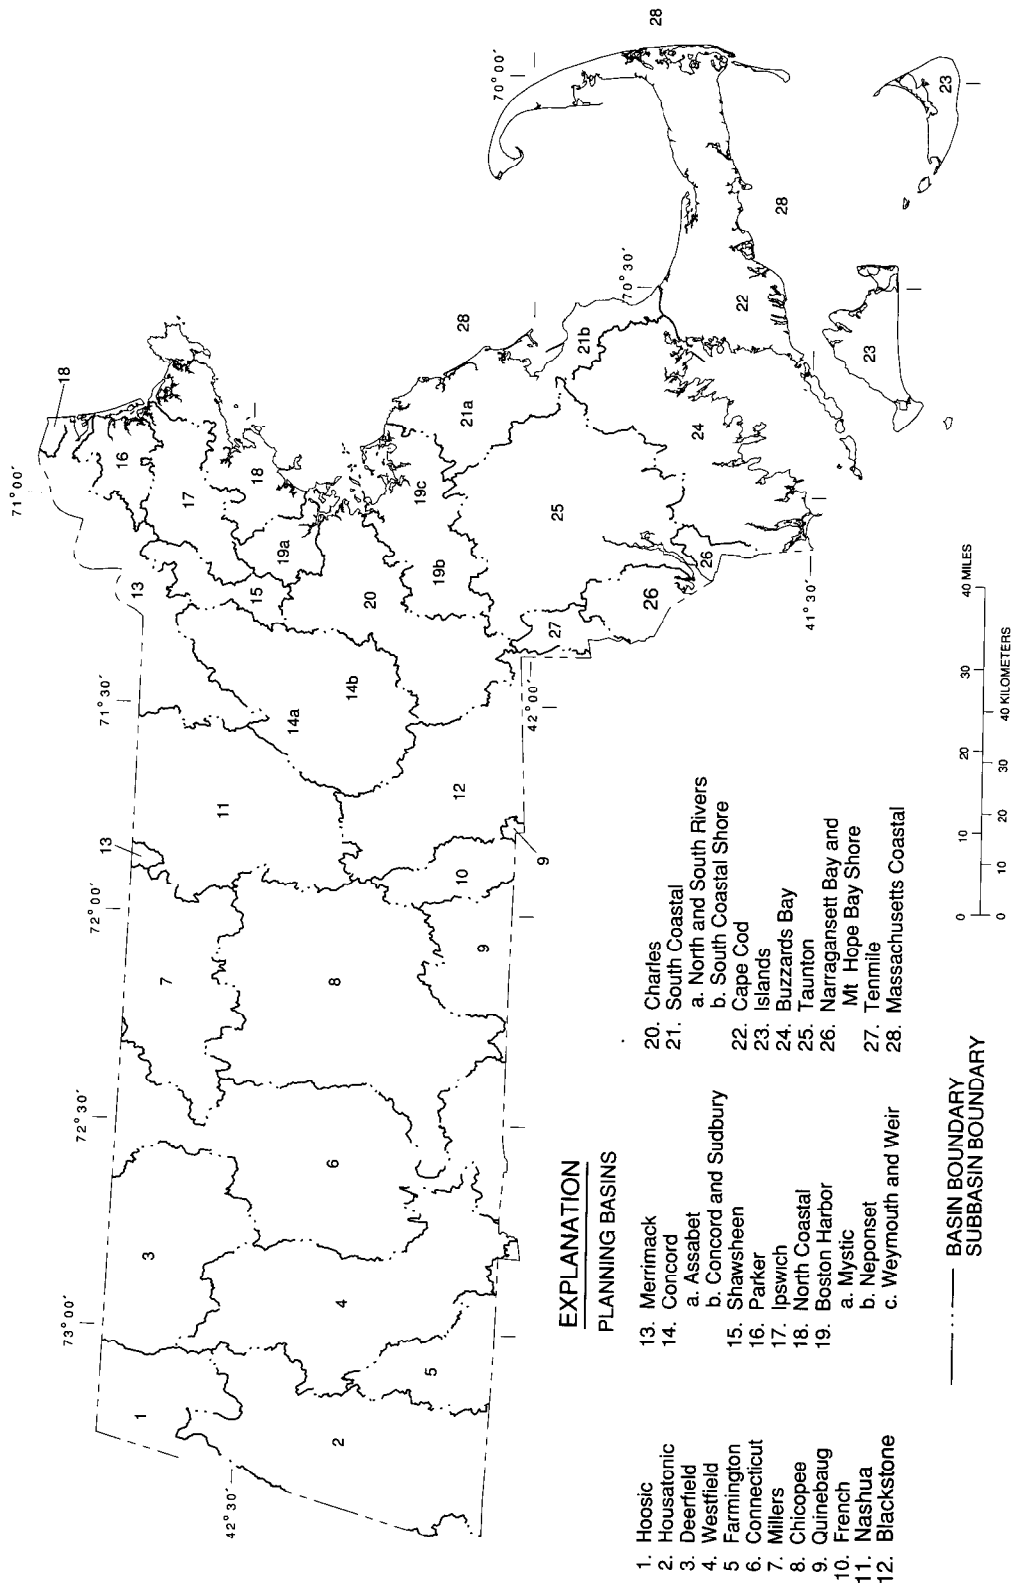 71°00′
71°30′
72°00′
72°30′
73°00′
42°30′
70°00′
70°30′
42°00′
41°30′
1
2
3
4
5
6
7
8
9
9
10
11
12
13
13
14a
14b
15
16
17
18
18
19a
19b
19c
20
21a
21b
22
23
23
24
25
26
26
27
28
28
28
EXPLANATION
PLANNING BASINS
1. Hoosic
2. Housatonic
3. Deerfield
4. Westfield
5 Farmington
6. Connecticut
7. Millers
8. Chicopee
9. Quinebaug
10. French
11. Nashua
12. Blackstone
13. Merrimack
14. Concord
a. Assabet
b. Concord and Sudbury
15. Shawsheen
16. Parker
17. Ipswich
18. North Coastal
19. Boston Harbor
a. Mystic
b. Neponset
c. Weymouth and Weir
20. Charles
21. South Coastal
a. North and South Rivers
b. South Coastal Shore
22. Cape Cod
23. Islands
24. Buzzards Bay
25. Taunton
26. Narragansett Bay and
Mt Hope Bay Shore
27. Tenmile
28. Massachusetts Coastal
BASIN BOUNDARY
SUBBASIN BOUNDARY
0 10 20 30 40 MILES
0 10 20 30 40 KILOMETERS